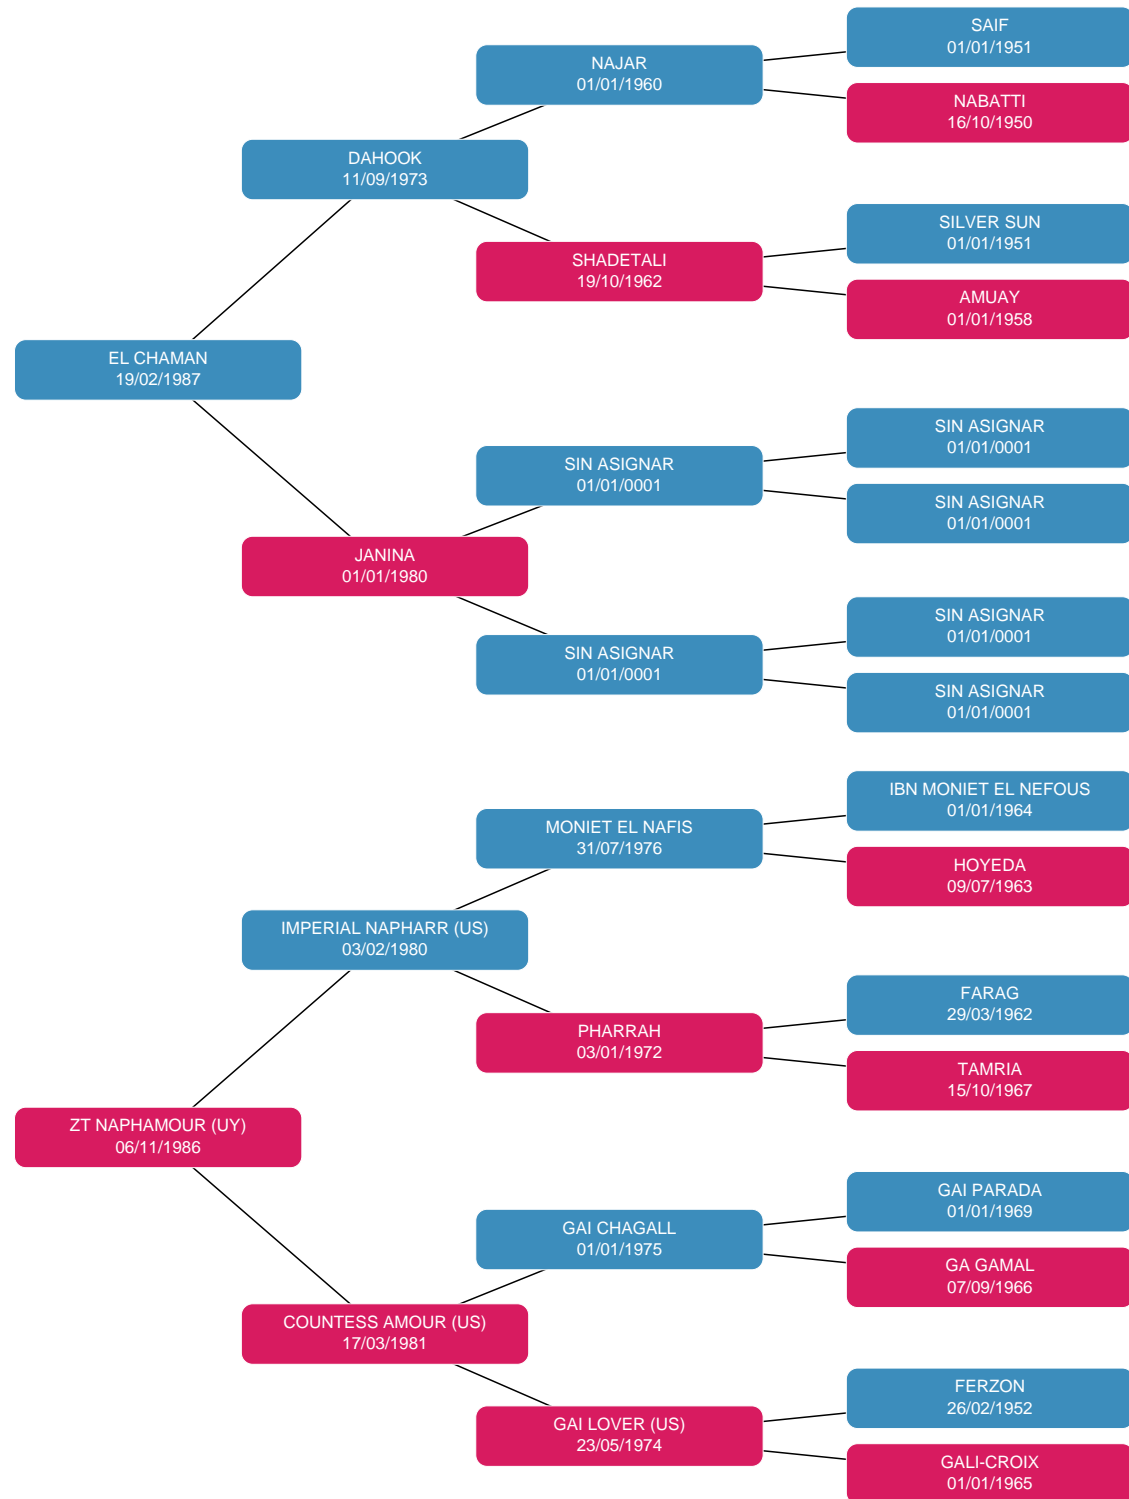 SAIF
01/01/1951
NAJAR
01/01/1960
NABATTI
16/10/1950
DAHOOK
11/09/1973
SILVER SUN
01/01/1951
SHADETALI
19/10/1962
AMUAY
01/01/1958
EL CHAMAN
19/02/1987
SIN ASIGNAR
01/01/0001
SIN ASIGNAR
01/01/0001
SIN ASIGNAR
01/01/0001
JANINA
01/01/1980
SIN ASIGNAR
01/01/0001
SIN ASIGNAR
01/01/0001
SIN ASIGNAR
01/01/0001
IBN MONIET EL NEFOUS
01/01/1964
MONIET EL NAFIS
31/07/1976
HOYEDA
09/07/1963
IMPERIAL NAPHARR (US)
03/02/1980
FARAG
29/03/1962
PHARRAH
03/01/1972
TAMRIA
15/10/1967
ZT NAPHAMOUR (UY)
06/11/1986
GAI PARADA
01/01/1969
GAI CHAGALL
01/01/1975
GA GAMAL
07/09/1966
COUNTESS AMOUR (US)
17/03/1981
FERZON
26/02/1952
GAI LOVER (US)
23/05/1974
GALI-CROIX
01/01/1965